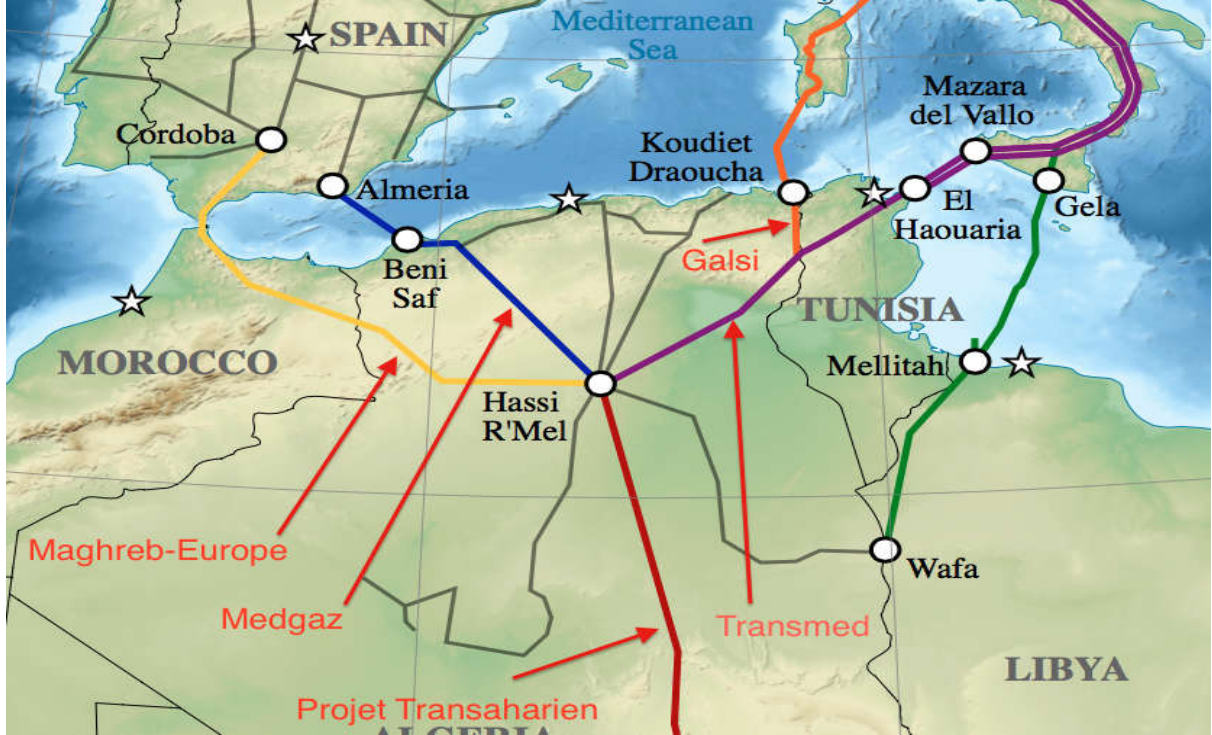 Mediterranean
Sea
SPAIN
Mazara
del Vallo
Cordoba
Koudiet
Draoucha
Almeria
El
Haouaria
Gela
Beni
Saf
Galsi
TUNISIA
MOROCCO
Mellitah
Hassi
R'Mel
Maghreb-Europe
Wafa
Medgaz
Transmed
LIBYA
Projet Transaharien
ALGERIA